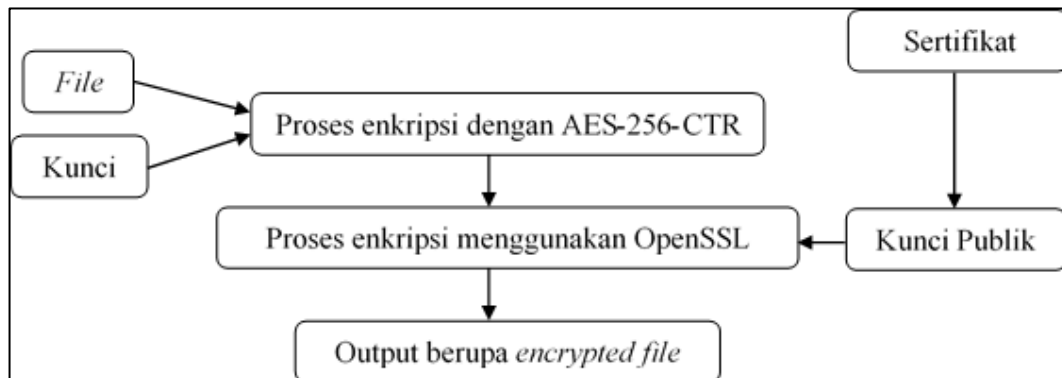 Sertifikat
File
Proses enkripsi dengan AES-256-CTR
Kunci
Proses enkripsi menggunakan OpenSSL
Kunci Publik
Output berupa encrypted file